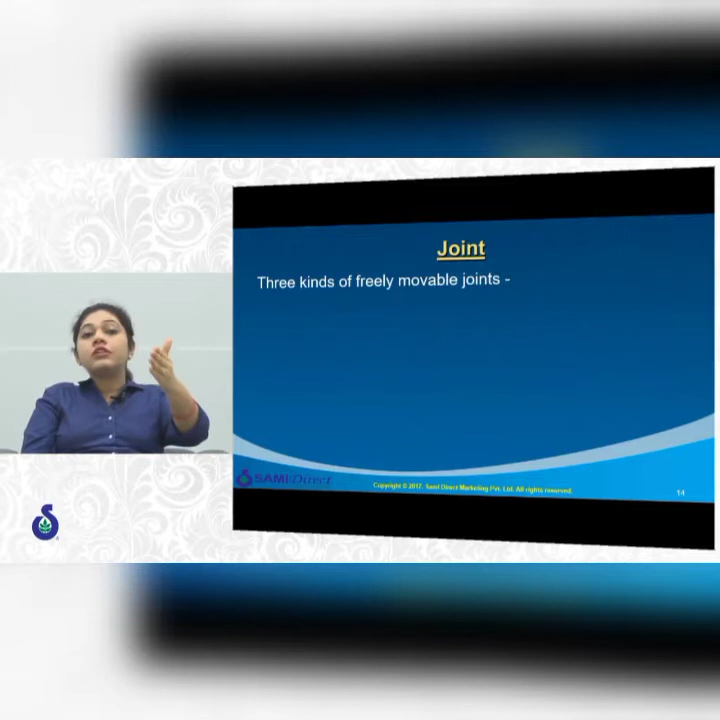 Joint
Three kinds of freely movable joints -
SAMI Direct
Copyright © 2017. Sami Direct Marketing Pvt. Ltd. All rights reserved.
14